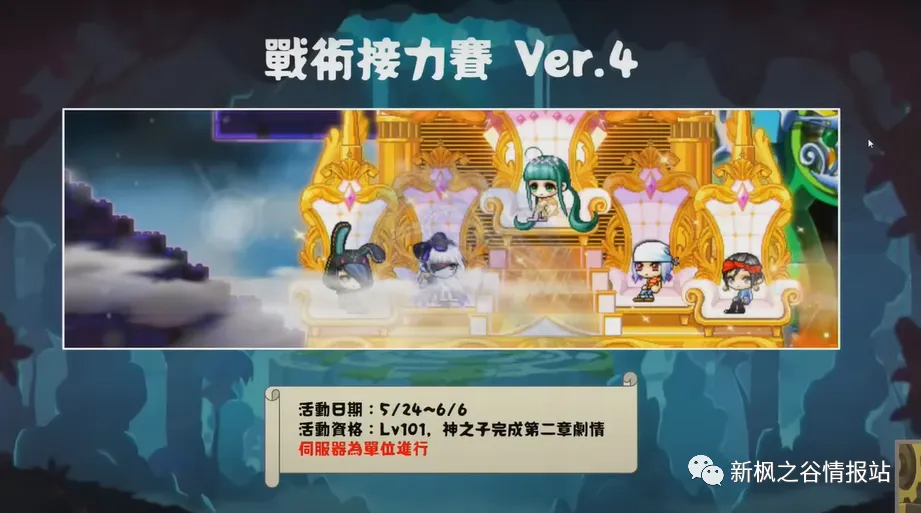 戰術接力賽 Ver.4
活動日期：5/24~6/6
活動資格：Lv101，神之子完成第二章劇情
伺服器為單位進行
新枫之谷情报站